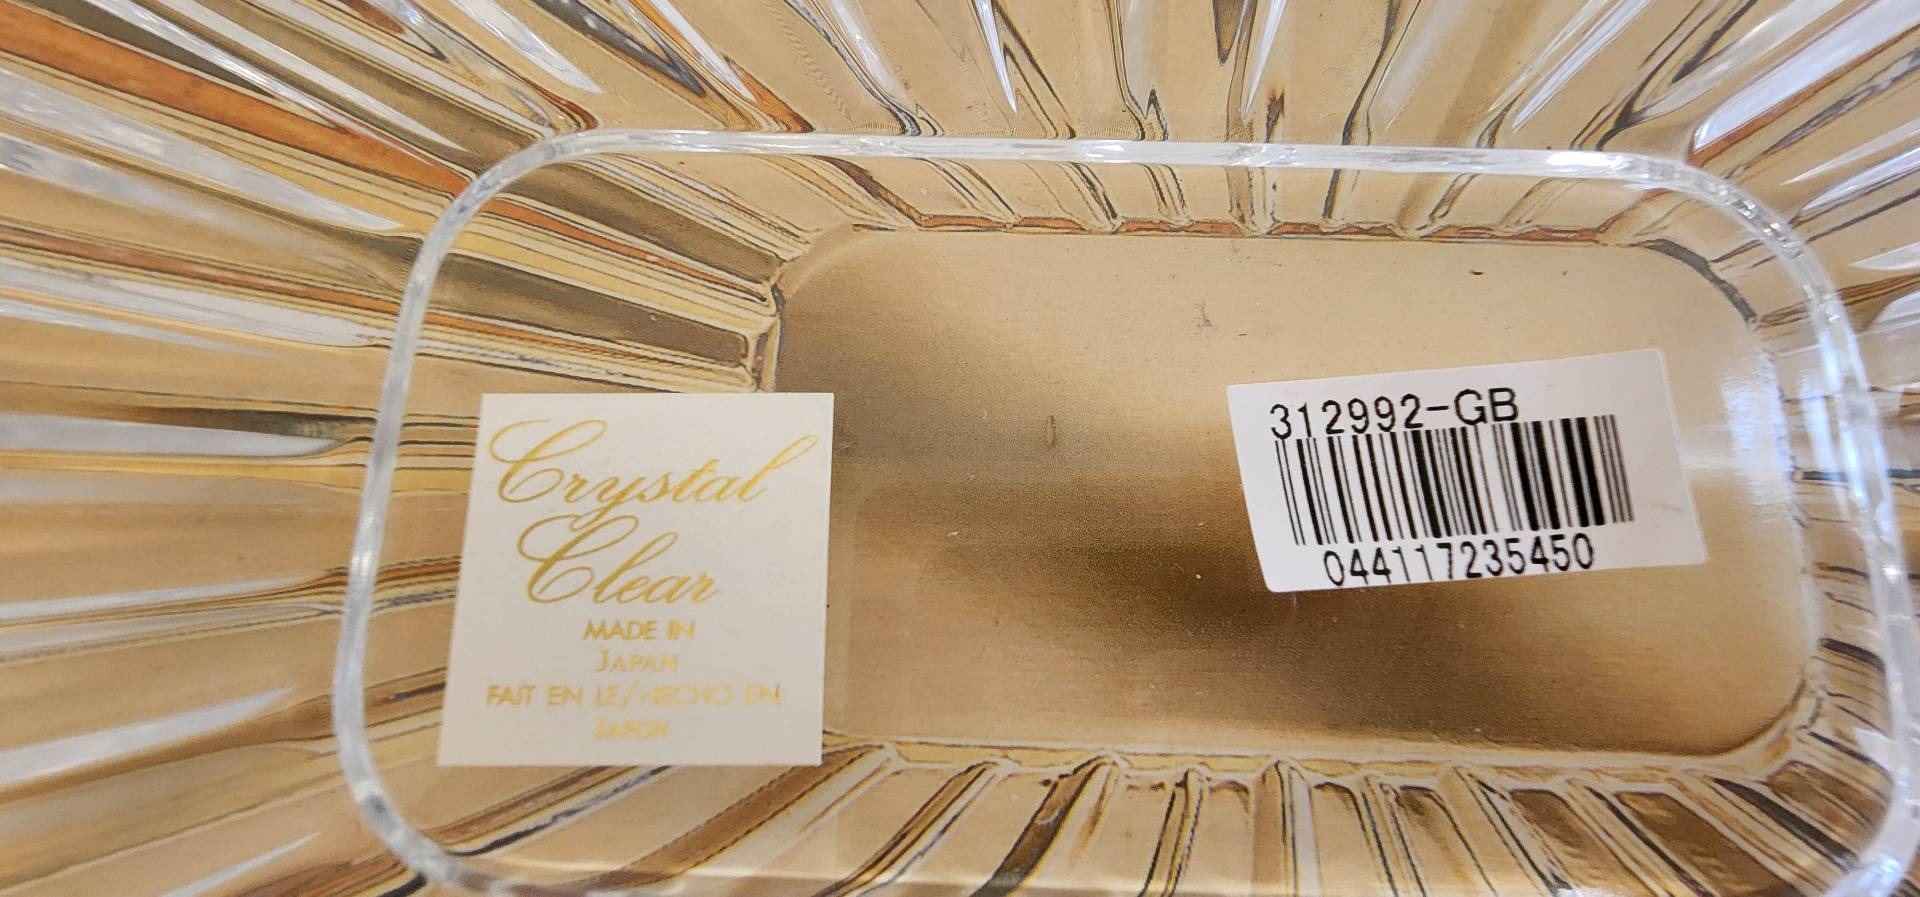 Crystal
Clear
MADE IN
JAPAN
FAIT EN LE/HECHO EN
JAPON
312992-GB
044117235450